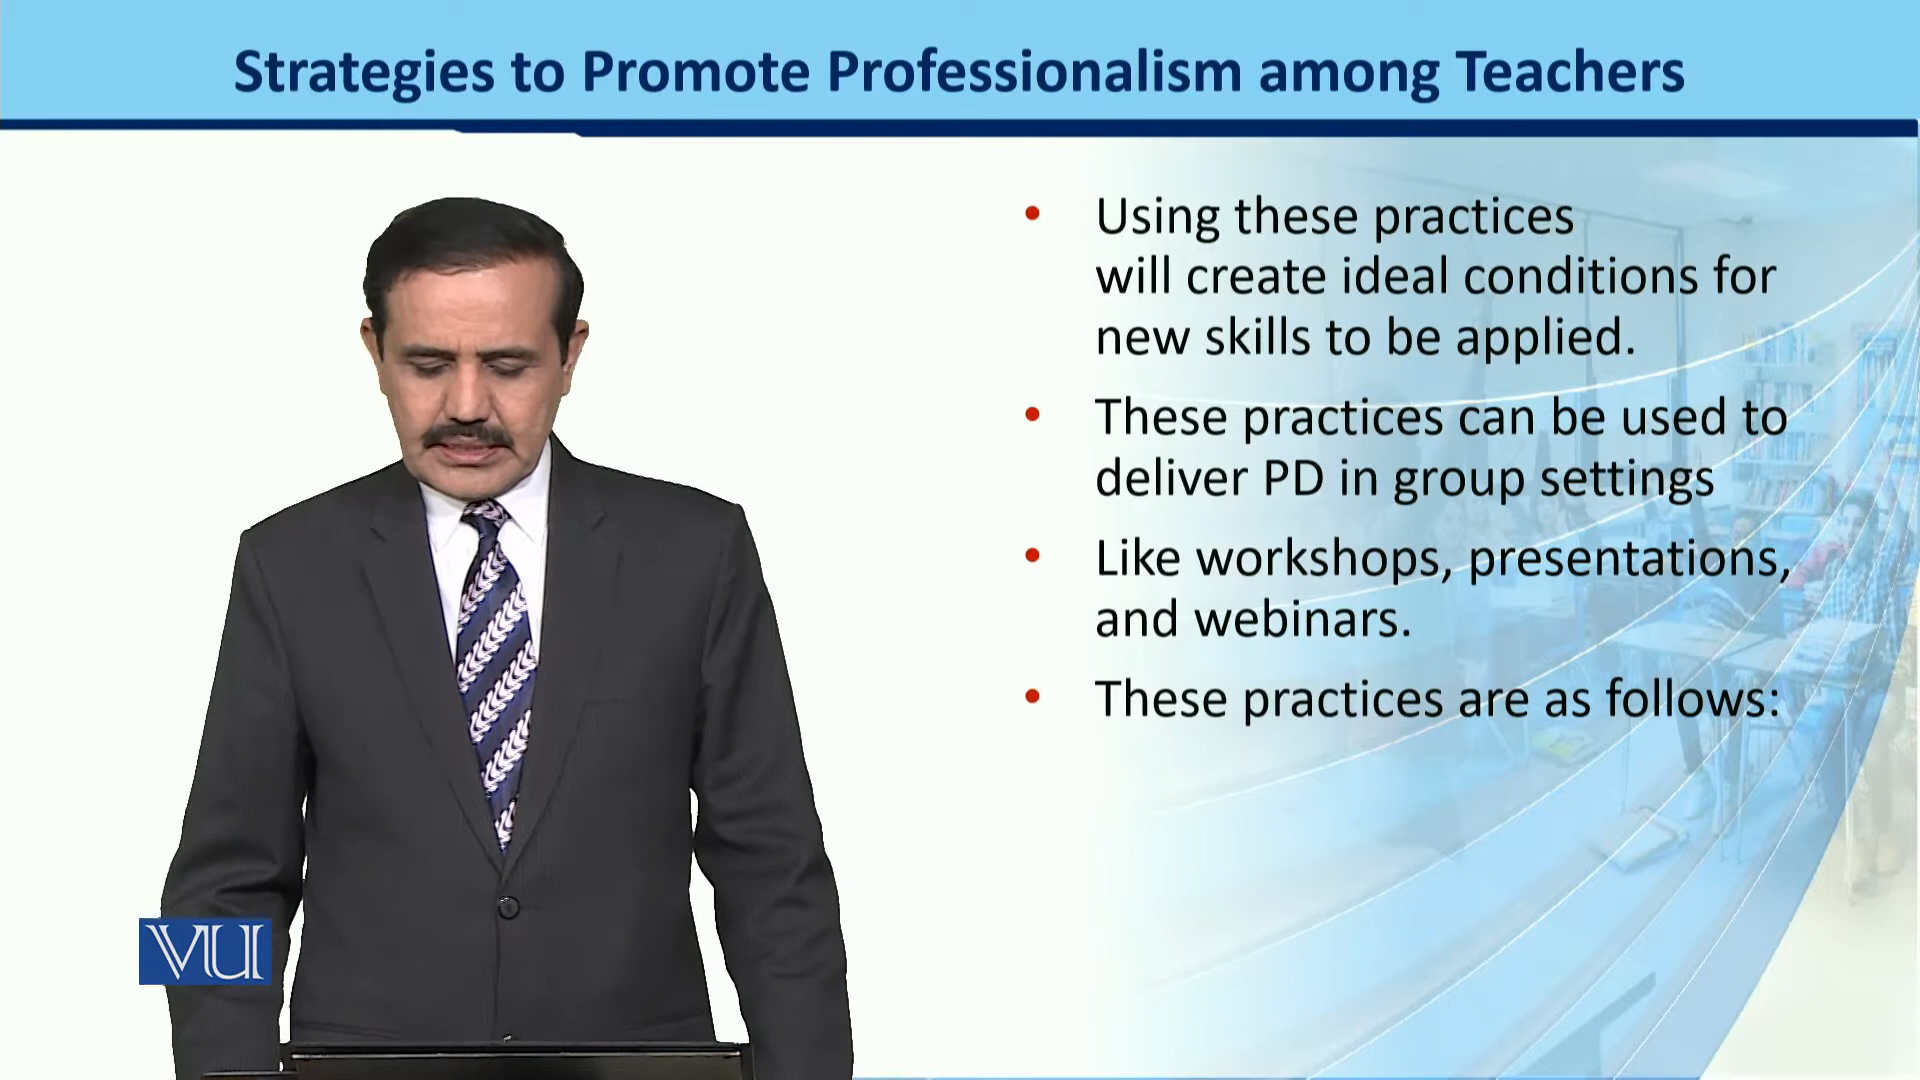 Strategies to Promote Professionalism among Teachers
• Using these practices
will create ideal conditions for
new skills to be applied.
• These practices can be used to
deliver PD in group settings
• Like workshops, presentations,
and webinars.
• These practices are as follows:
VU